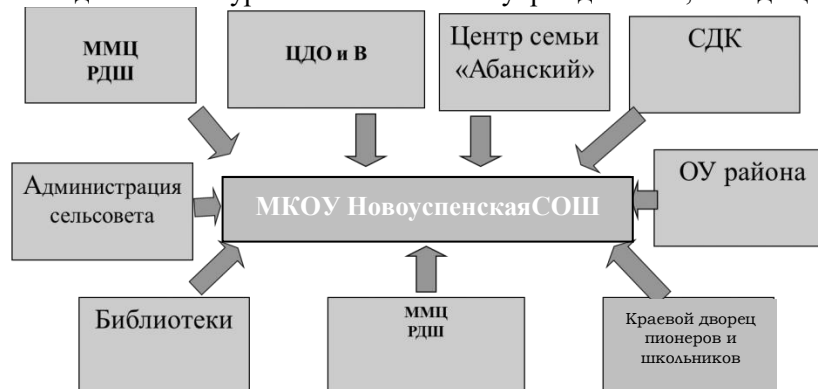 ММЦ
РДШ
ЦДО и В
Центр семьи
«Абанский»
СДК
Администрация
сельсовета
МКОУ НовоуспенскаяСОШ
ОУ района
Библиотеки
ММЦ
РДШ
Краевой дворец
пионеров и
школьников